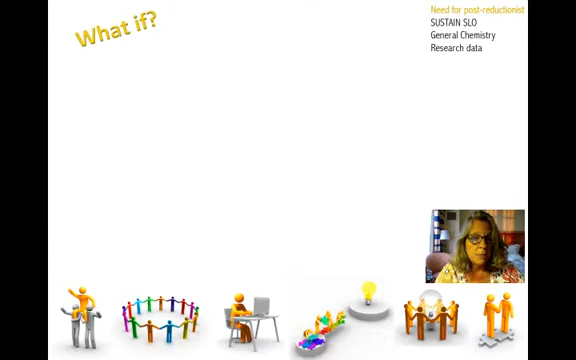 What if?
Need for post-reductionist
SUSTAIN SLO
General Chemistry
Research data